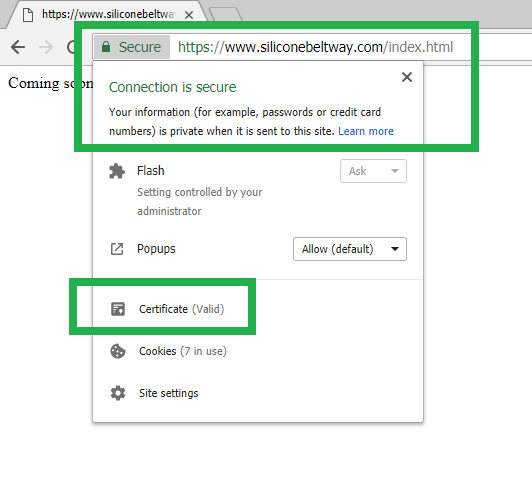 https://www.siliconebeltw
Secure https://www.siliconebeltway.com/index.html
Coming soon
Connection is secure
Your information (for example, passwords or credit card
numbers) is private when it is sent to this site. Learn more
Flash Ask
Setting controlled by your
administrator
Popups Allow (default)
Certificate (Valid)
Cookies (7 in use)
Site settings